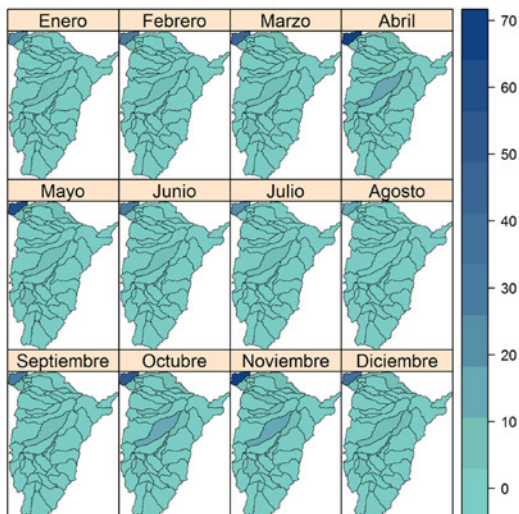 Enero Febrero Marzo Abril
Mayo Junio Julio Agosto
Septiembre Octubre Noviembre Diciembre
70
60
50
40
30
20
10
0